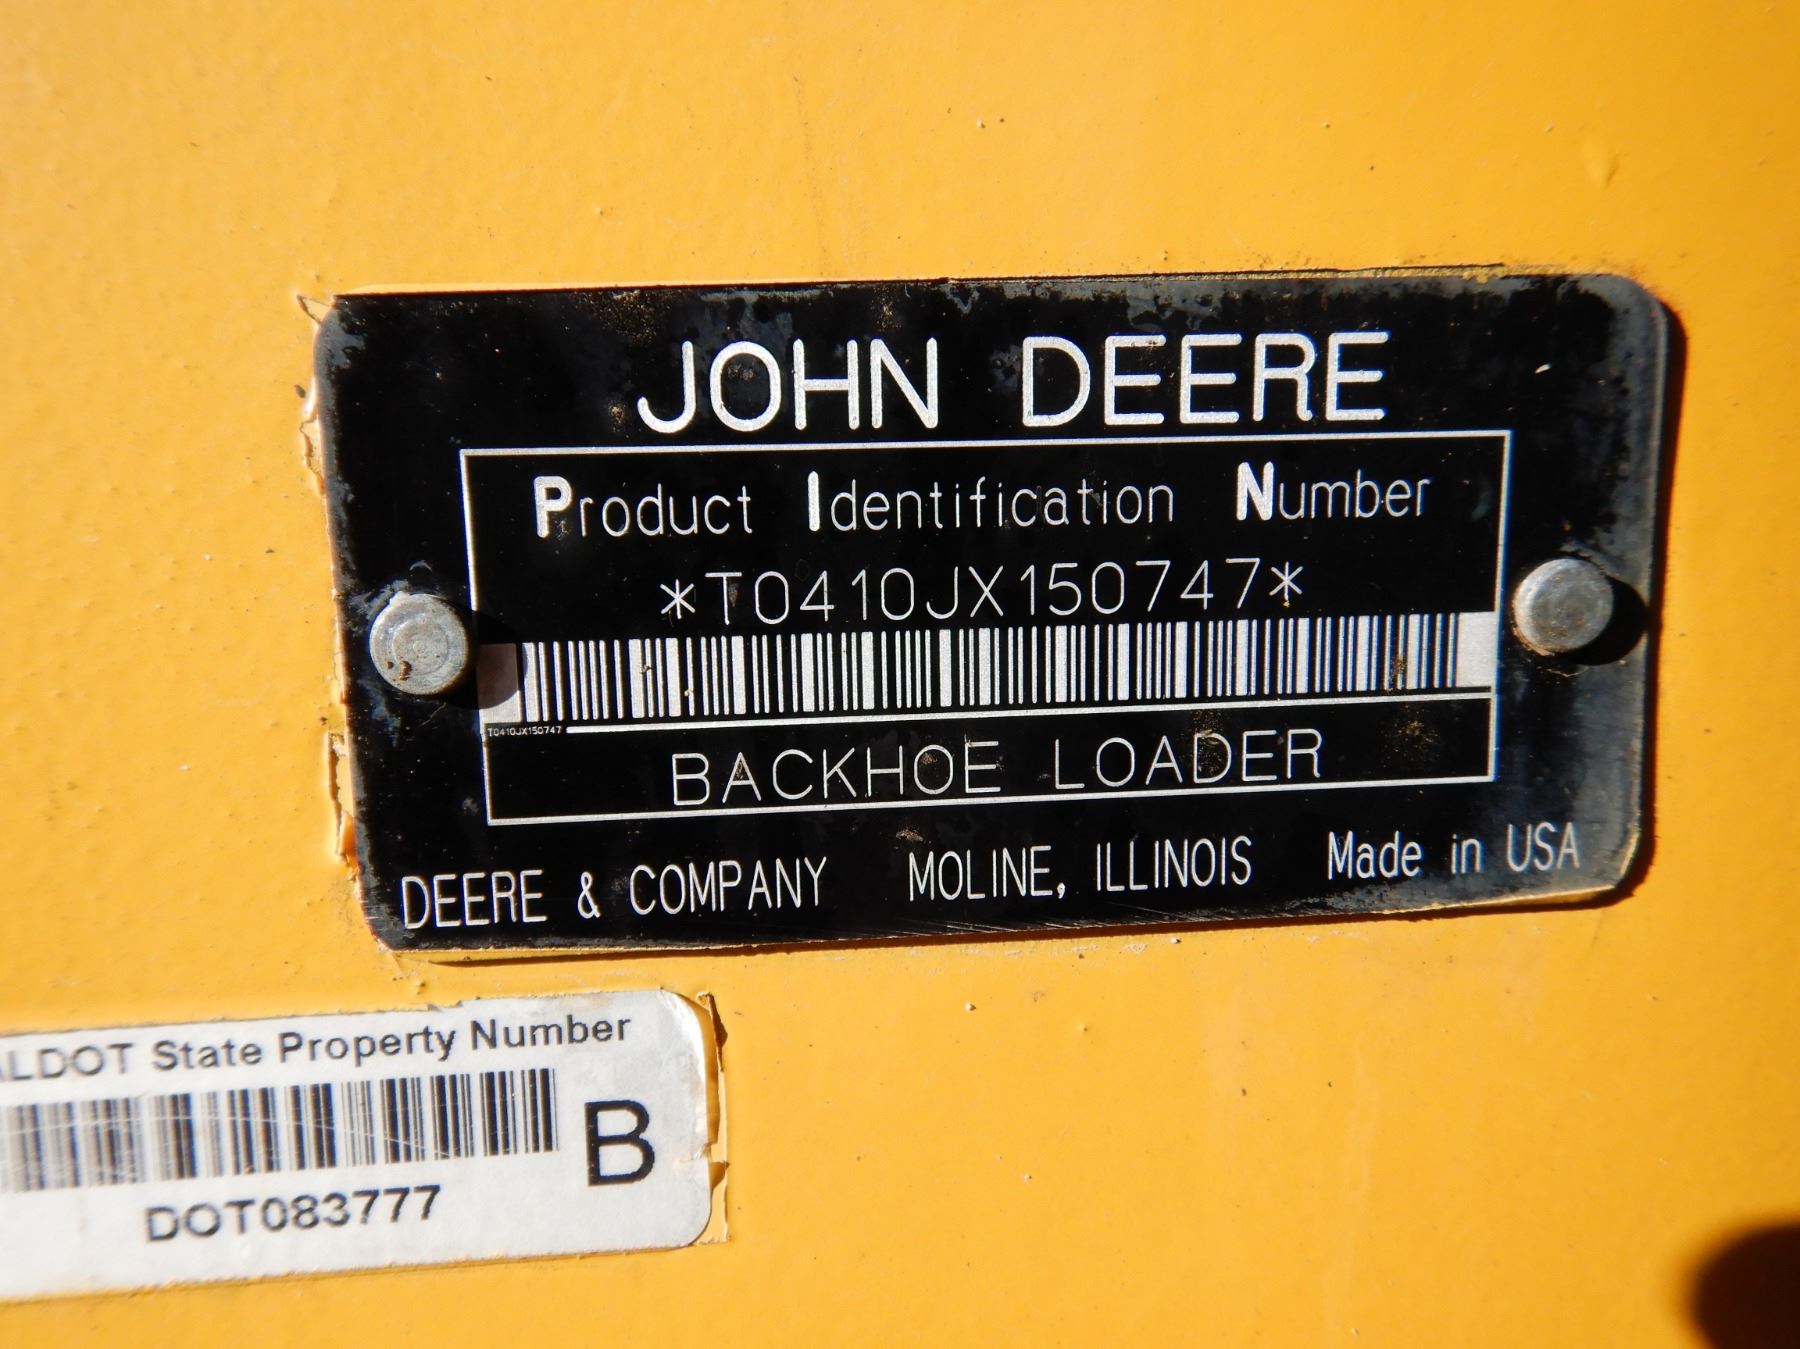 JOHN DEERE
Product Identification Number
*T0410JX150747*
T0410JX150747
BACKHOE LOADER
DEERE & COMPANY MOLINE, ILLINOIS Made in USA
ALDOT State Property Number
B
DOT083777